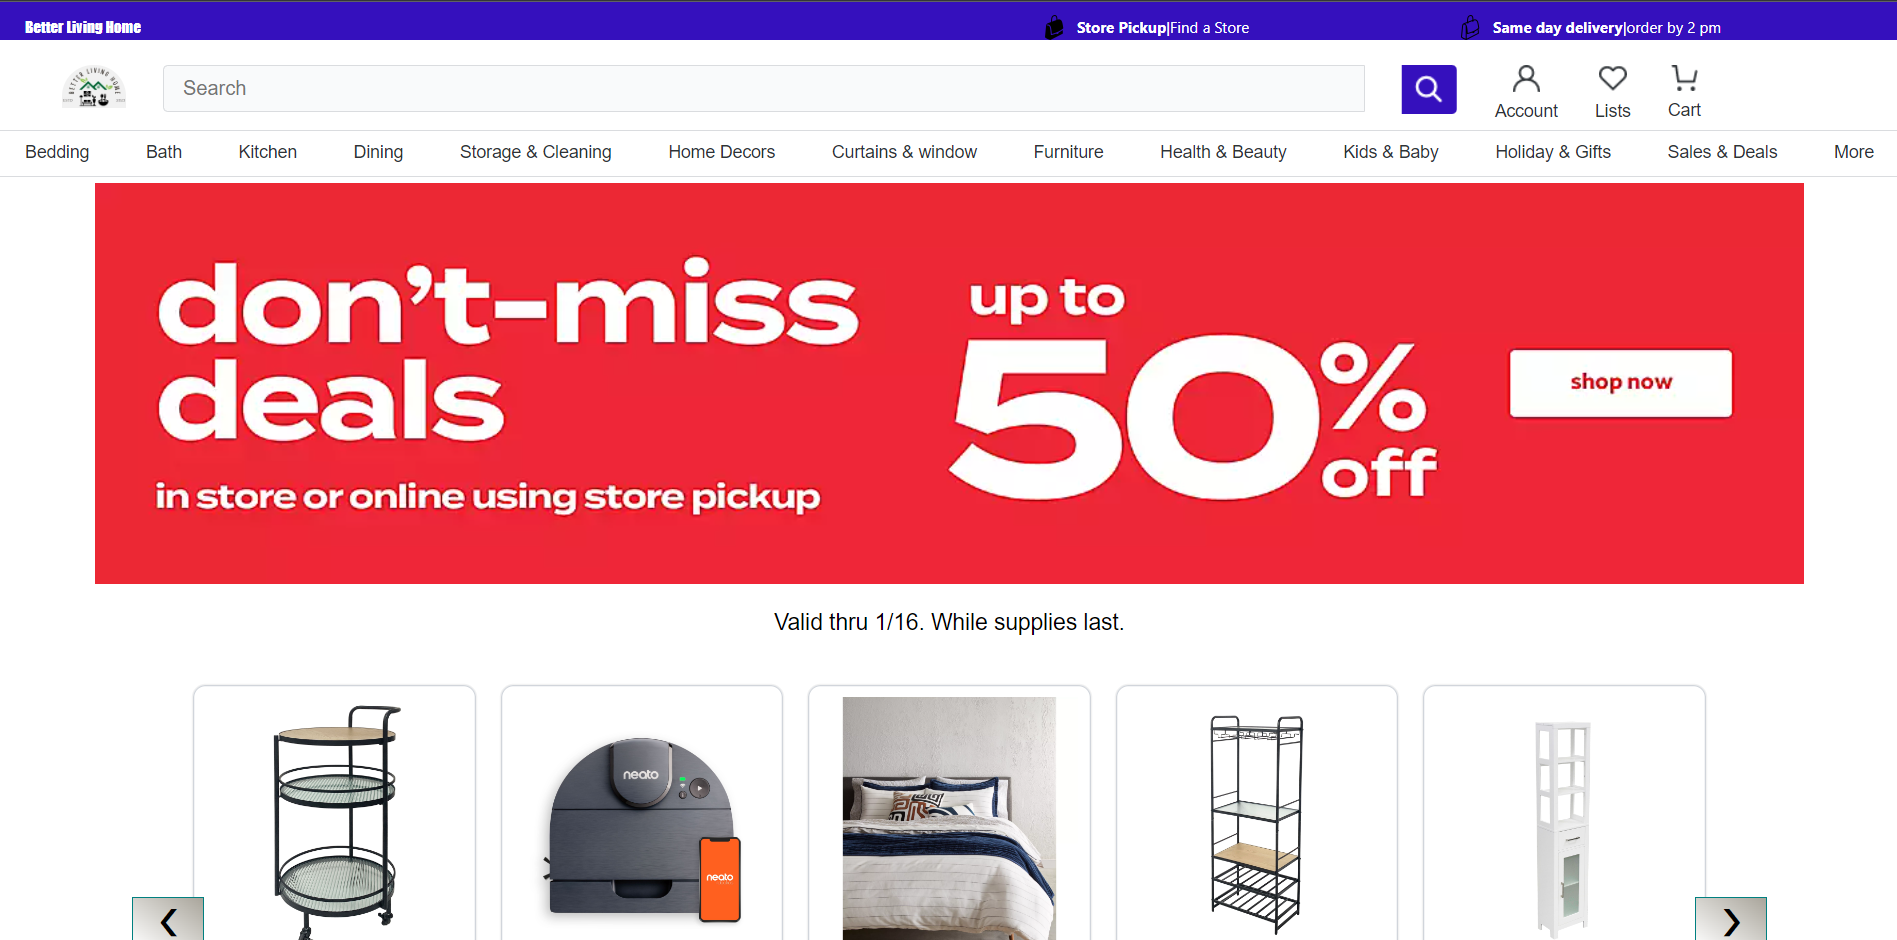 Better Living Home
Store Pickup|Find a Store
Same day delivery|order by 2 pm
BETTER LIVING HOME
Search
Account
Lists
Cart
Bedding
Bath
Kitchen
Dining
Storage & Cleaning
Home Decors
Curtains & window
Furniture
Health & Beauty
Kids & Baby
Holiday & Gifts
Sales & Deals
More
don't-miss
deals
in store or online using store pickup
up to
50%
off
shop now
Valid thru 1/16. While supplies last.
neato
neato